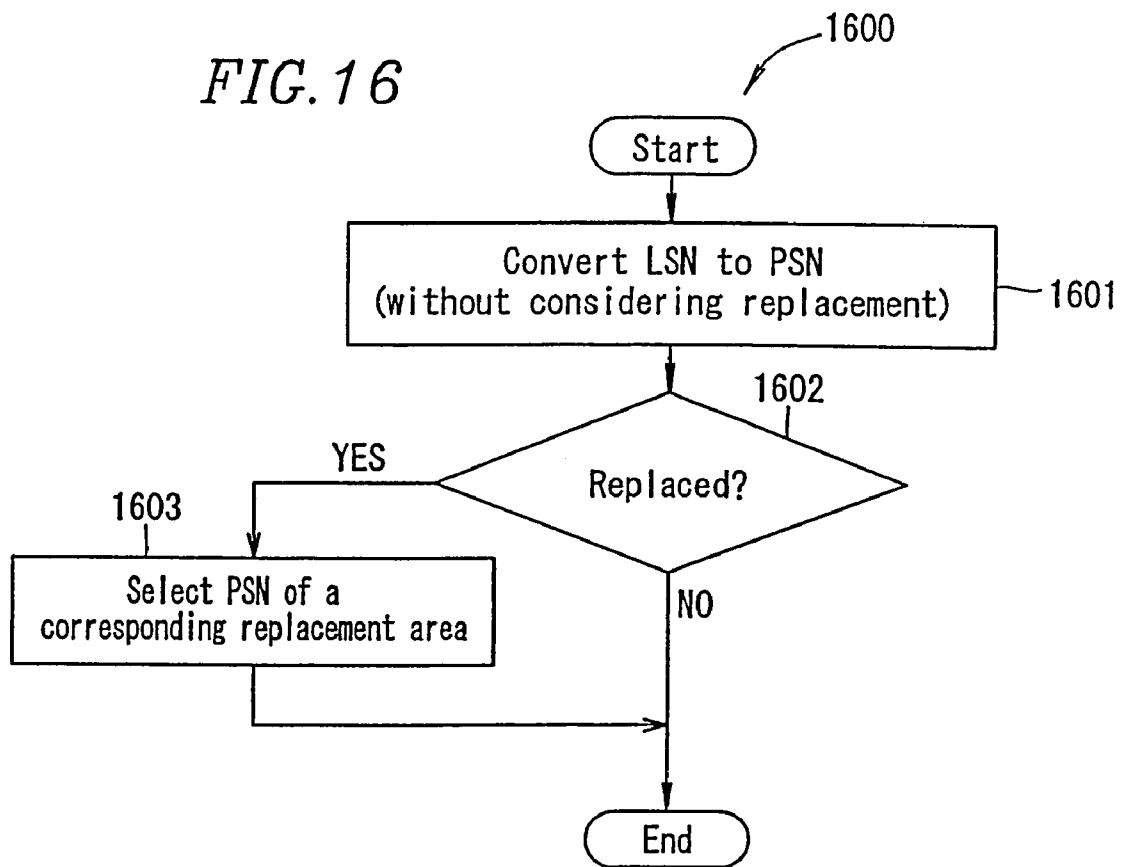 FIG.16
1600
Start
Convert LSN to PSN
(without considering replacement)
1601
1602
YES
Replaced?
1603
Select PSN of a
corresponding replacement area
NO
End